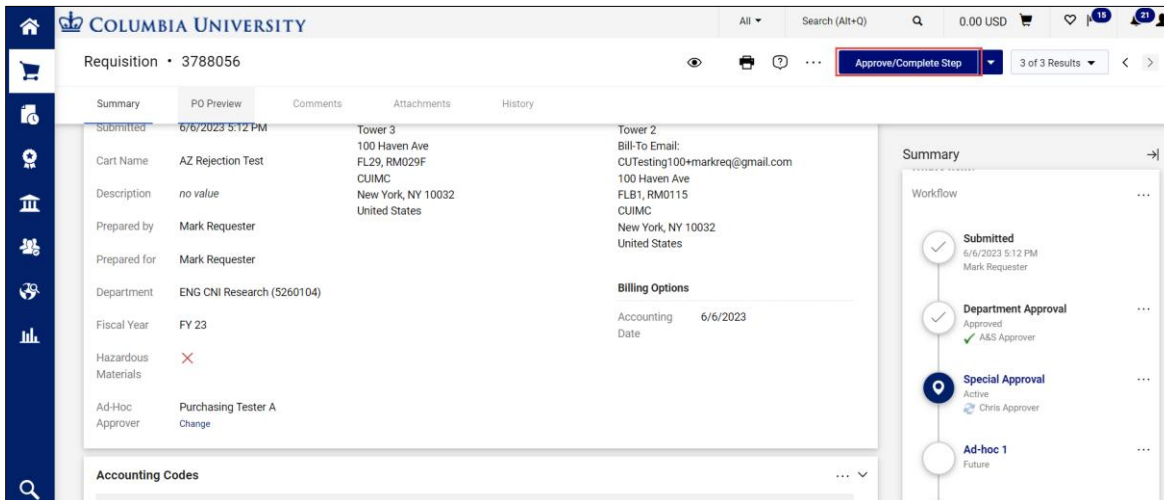 COLUMBIA UNIVERSITY
All
Search (Alt+Q)
0.00 USD
15
21
Requisition • 3788056
Approve/Complete Step
3 of 3 Results
Summary
PO Preview
Comments
Attachments
History
Submitted
6/6/2023 5:12 PM
Cart Name
AZ Rejection Test
Description
no value
Prepared by
Mark Requester
Prepared for
Mark Requester
Department
ENG CNI Research (5260104)
Fiscal Year
FY 23
Hazardous
Materials
Ad-Hoc
Approver
Purchasing Tester A
Change
Tower 3
100 Haven Ave
FL29, RM029F
CUIMC
New York, NY 10032
United States
Tower 2
Bill-To Email:
CUTesting100+markreq@gmail.com
100 Haven Ave
FLB1, RM0115
CUIMC
New York, NY 10032
United States
Billing Options
Accounting
Date
6/6/2023
Accounting Codes
Summary
Workflow
Submitted
6/6/2023 5:12 PM
Mark Requester
Department Approval
Approved
A&S Approver
Special Approval
Active
Chris Approver
Ad-hoc 1
Future